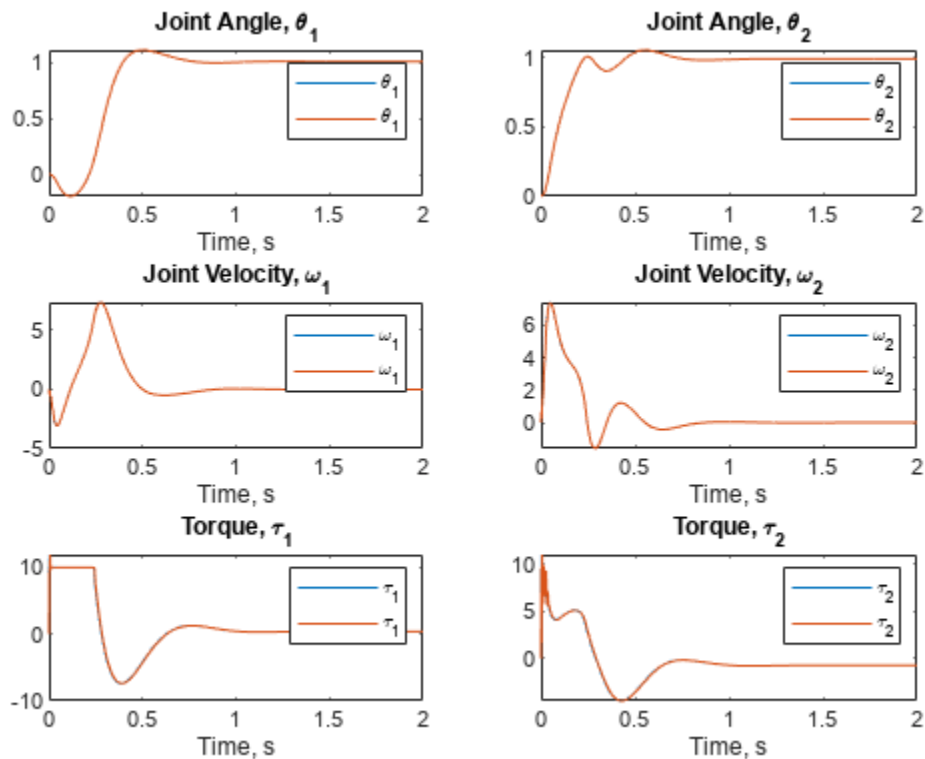 Joint Angle, θ₁
1
0.5
0
θ₁
θ₁
0 0.5 1 1.5 2
Time, s
Joint Angle, θ₂
1
0.5
0
θ₂
θ₂
0 0.5 1 1.5 2
Time, s
Joint Velocity, ω₁
5
0
-5
ω₁
ω₁
0 0.5 1 1.5 2
Time, s
Joint Velocity, ω₂
6
4
2
0
ω₂
ω₂
0 0.5 1 1.5 2
Time, s
Torque, τ₁
10
0
-10
τ₁
τ₁
0 0.5 1 1.5 2
Time, s
Torque, τ₂
10
5
0
τ₂
τ₂
0 0.5 1 1.5 2
Time, s